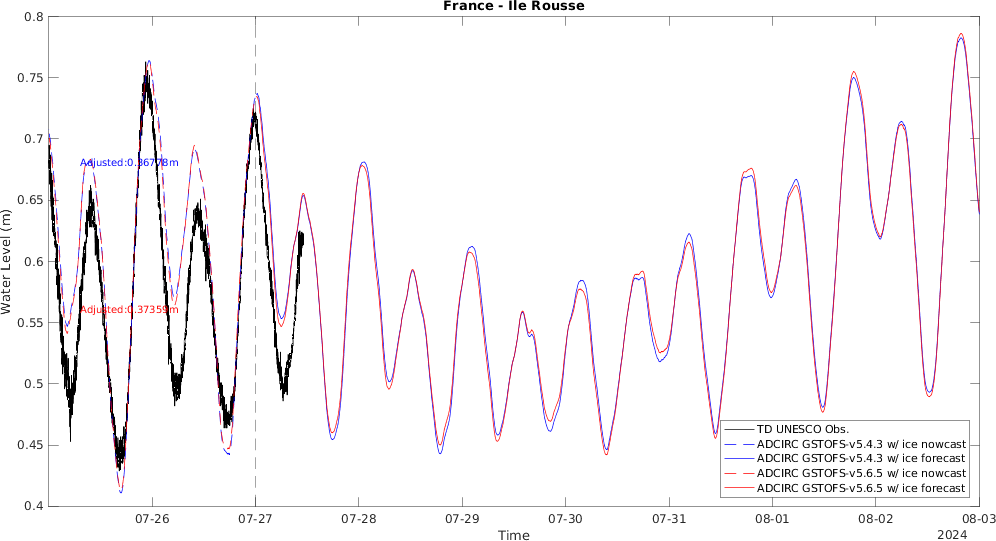 France - Ile Rousse
0.8
0.75
0.7
0.65
0.6
0.55
0.5
0.45
0.4
Water Level (m)
Adjusted:0.36778m
Adjusted:0.37359m
TD UNESCO Obs.
ADCIRC GSTOFS-v5.4.3 w/ ice nowcast
ADCIRC GSTOFS-v5.4.3 w/ ice forecast
ADCIRC GSTOFS-v5.6.5 w/ ice nowcast
ADCIRC GSTOFS-v5.6.5 w/ ice forecast
07-26 07-27 07-28 07-29 07-30 07-31 08-01 08-02 08-03
Time
2024